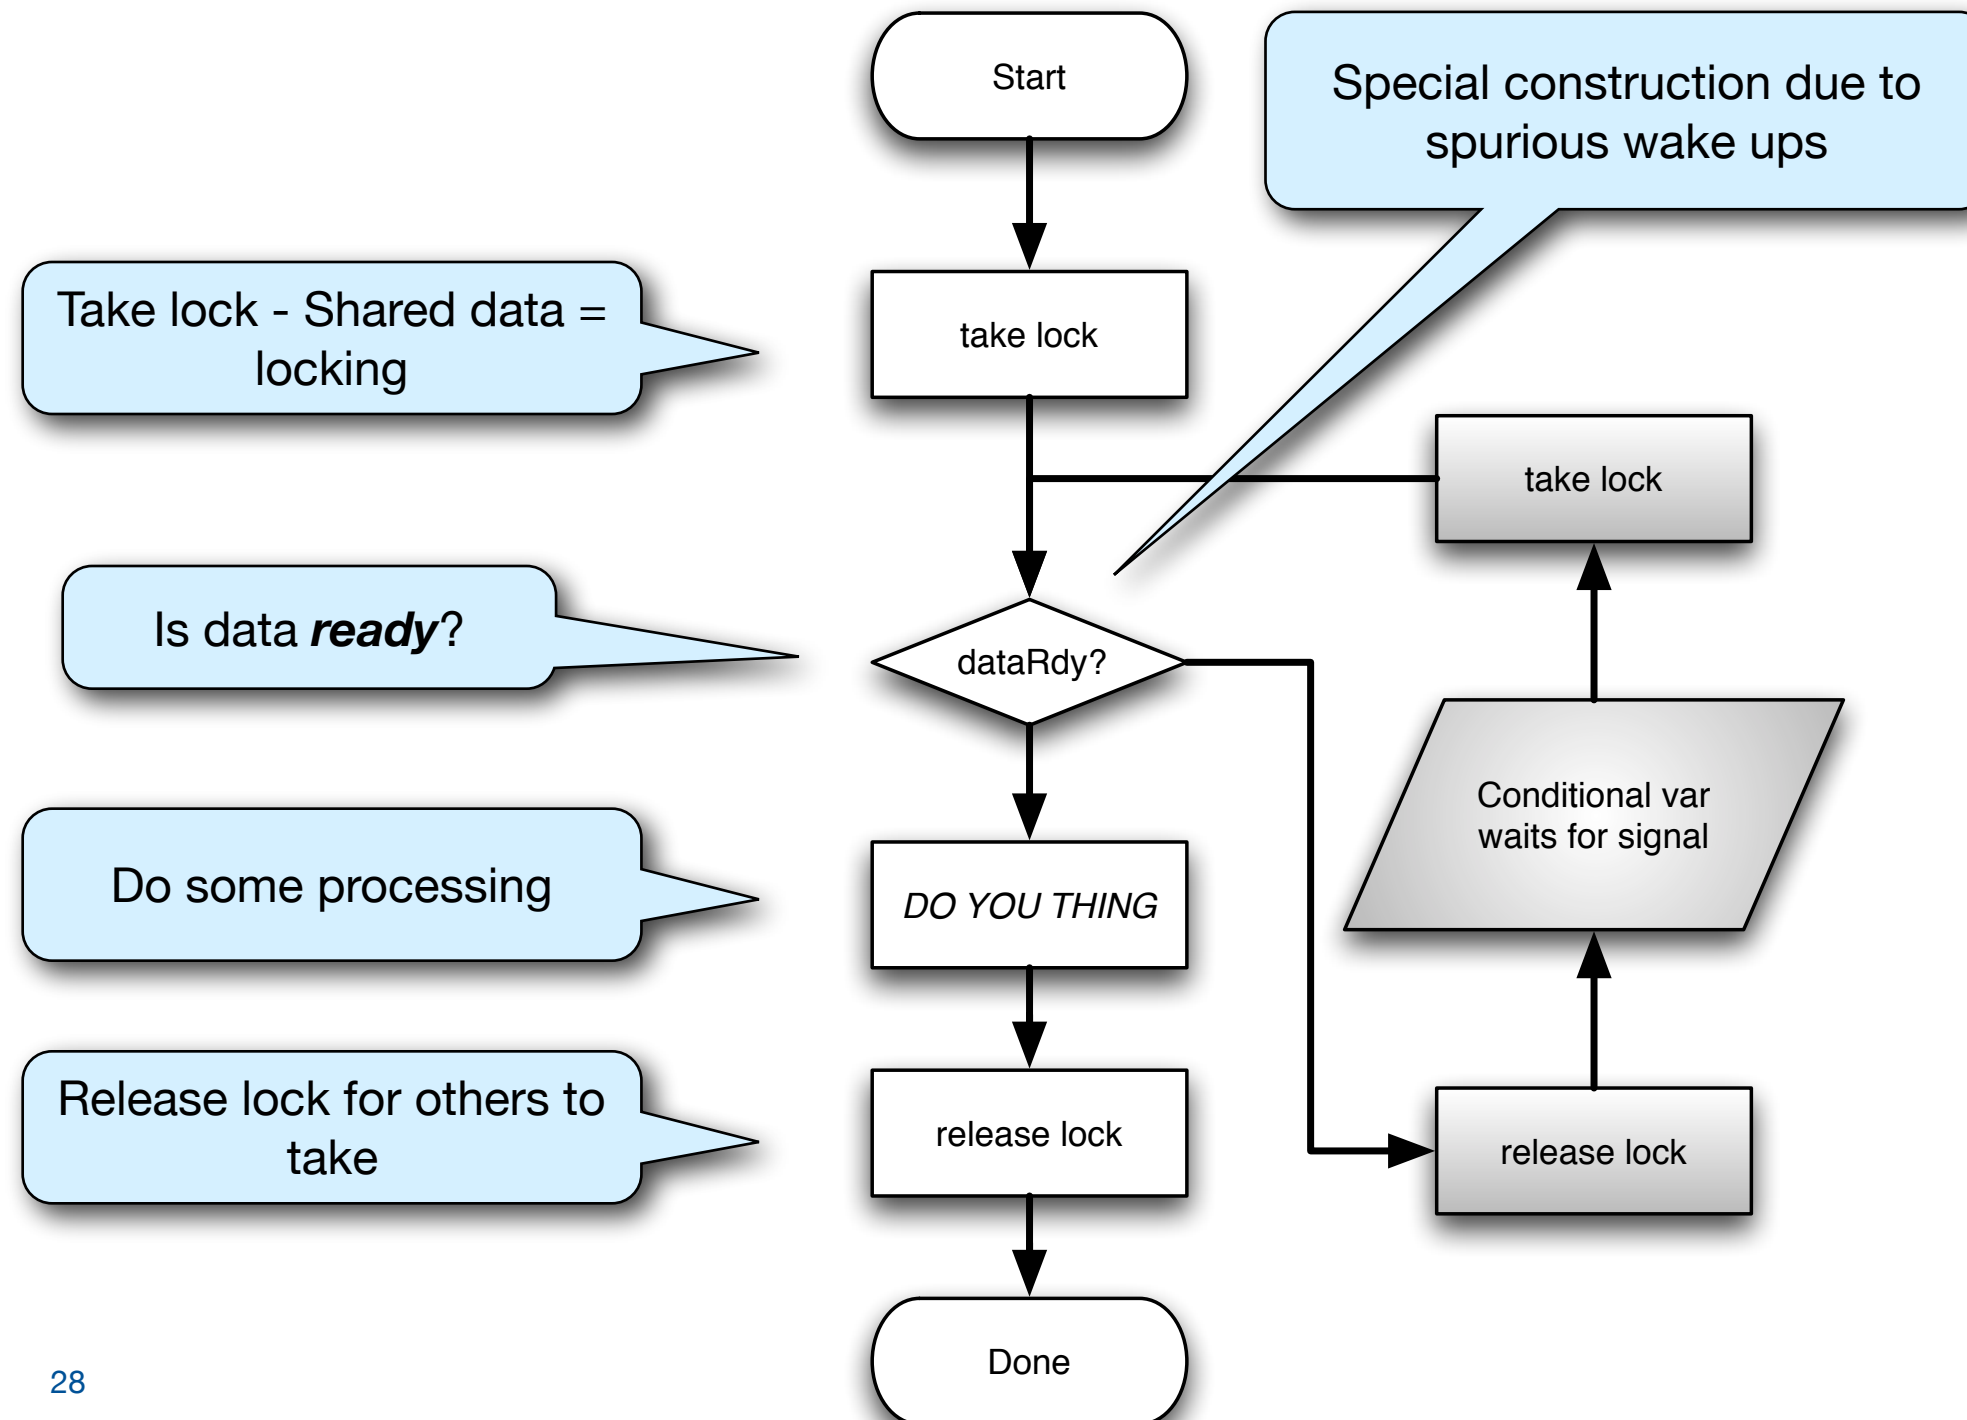 Start
Special construction due to
spurious wake ups
Take lock - Shared data =
locking
take lock
take lock
Is data ready?
dataRdy?
Conditional var
waits for signal
Do some processing
DO YOU THING
Release lock for others to
take
release lock
release lock
Done
28